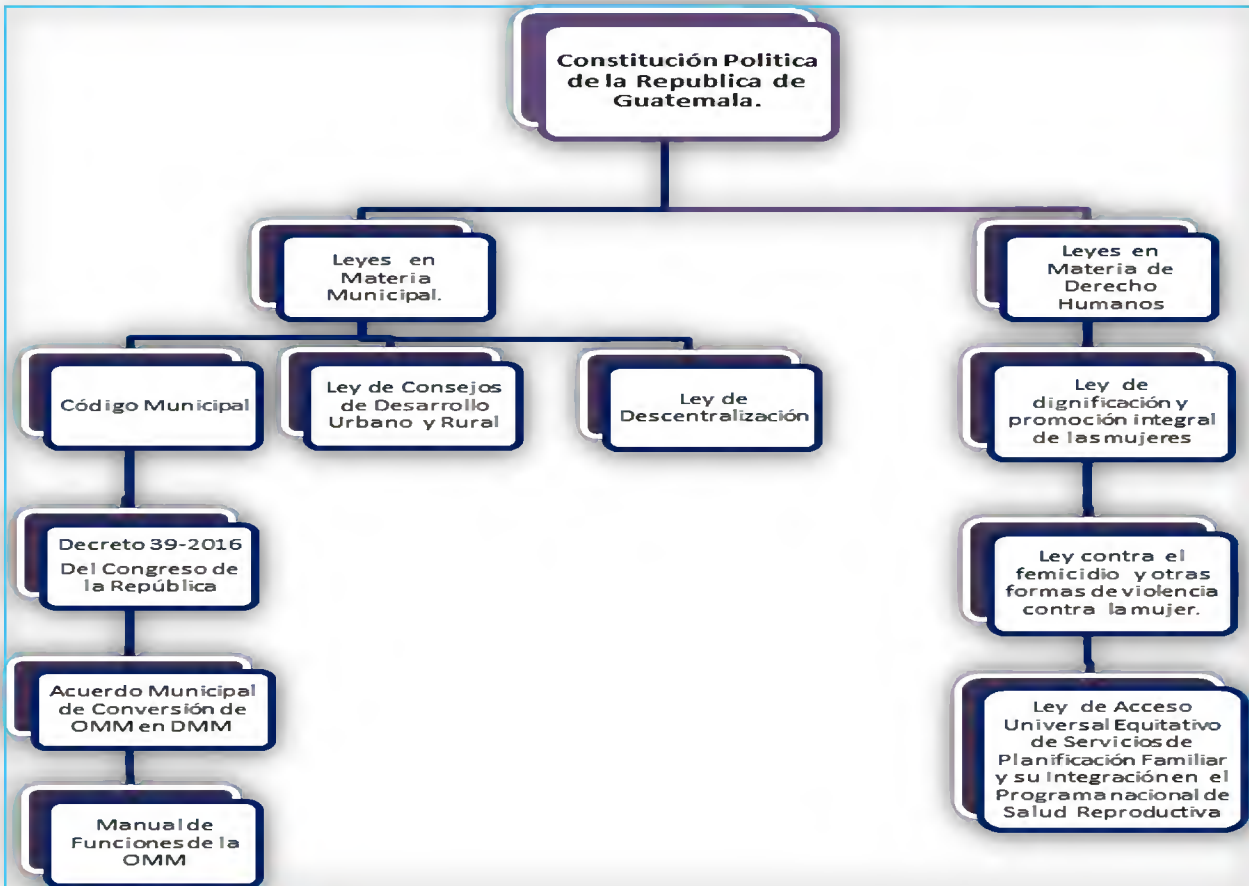 Constitución Politica
de la Republica de
Guatemala.
Leyes en
Materia
Municipal.
Leyes en
Materia de
Derecho
Humanos
Código Municipal
Ley de Consejos
de Desarrollo
Urbano y Rural
Ley de
Descentralización
Ley de
dignificación y
promoción integral
de las mujeres
Decreto 39-2016
Del Congreso de
la República
Ley contra el
femicidio y otras
formas de violencia
contra la mujer.
Acuerdo Municipal
de Conversión de
OMM en DMM
Ley de Acceso
Universal Equitativo
de Servicios de
Planificación Familiar
y su Integración en el
Programa nacional de
Salud Reproductiva
Manual de
Funciones de la
OMM